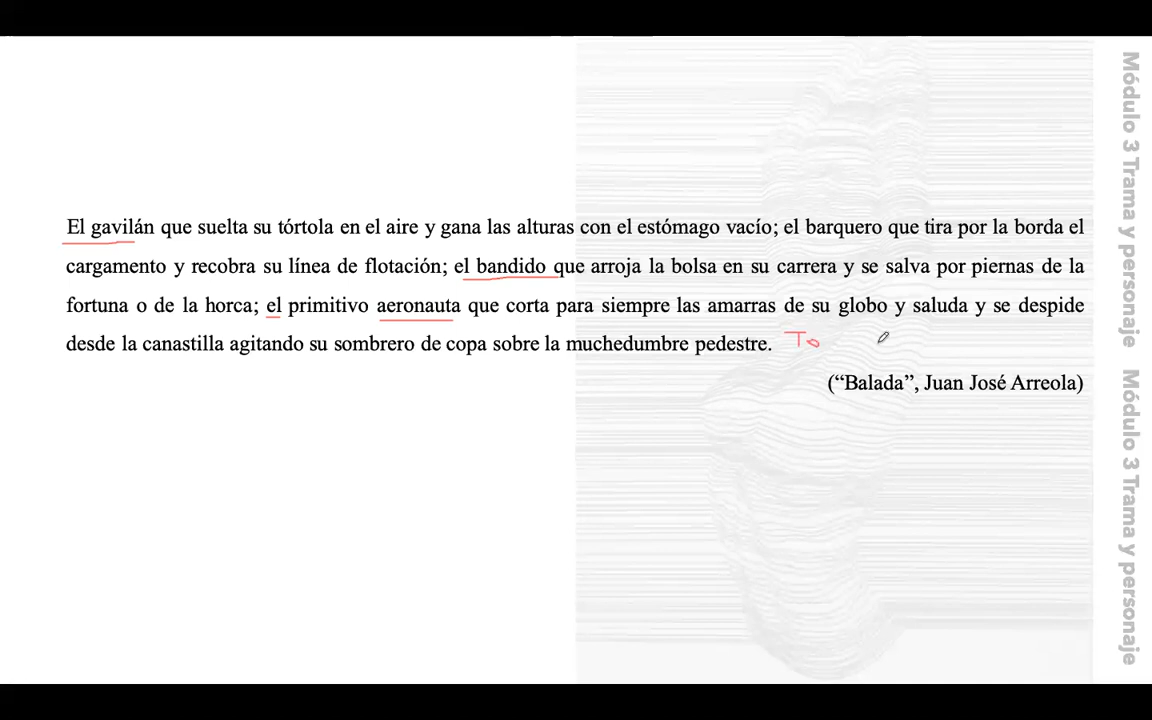 El gavilán que suelta su tórtola en el aire y gana las alturas con el estómago vacío; el barquero que tira por la borda el
cargamento y recobra su línea de flotación; el bandido que arroja la bolsa en su carrera y se salva por piernas de la
fortuna o de la horca; el primitivo aeronauta que corta para siempre las amarras de su globo y saluda y se despide
desde la canastilla agitando su sombrero de copa sobre la muchedumbre pedestre. To
(“Balada”, Juan José Arreola)
Módulo 3 Trama y personaje
Módulo 3 Trama y personaje